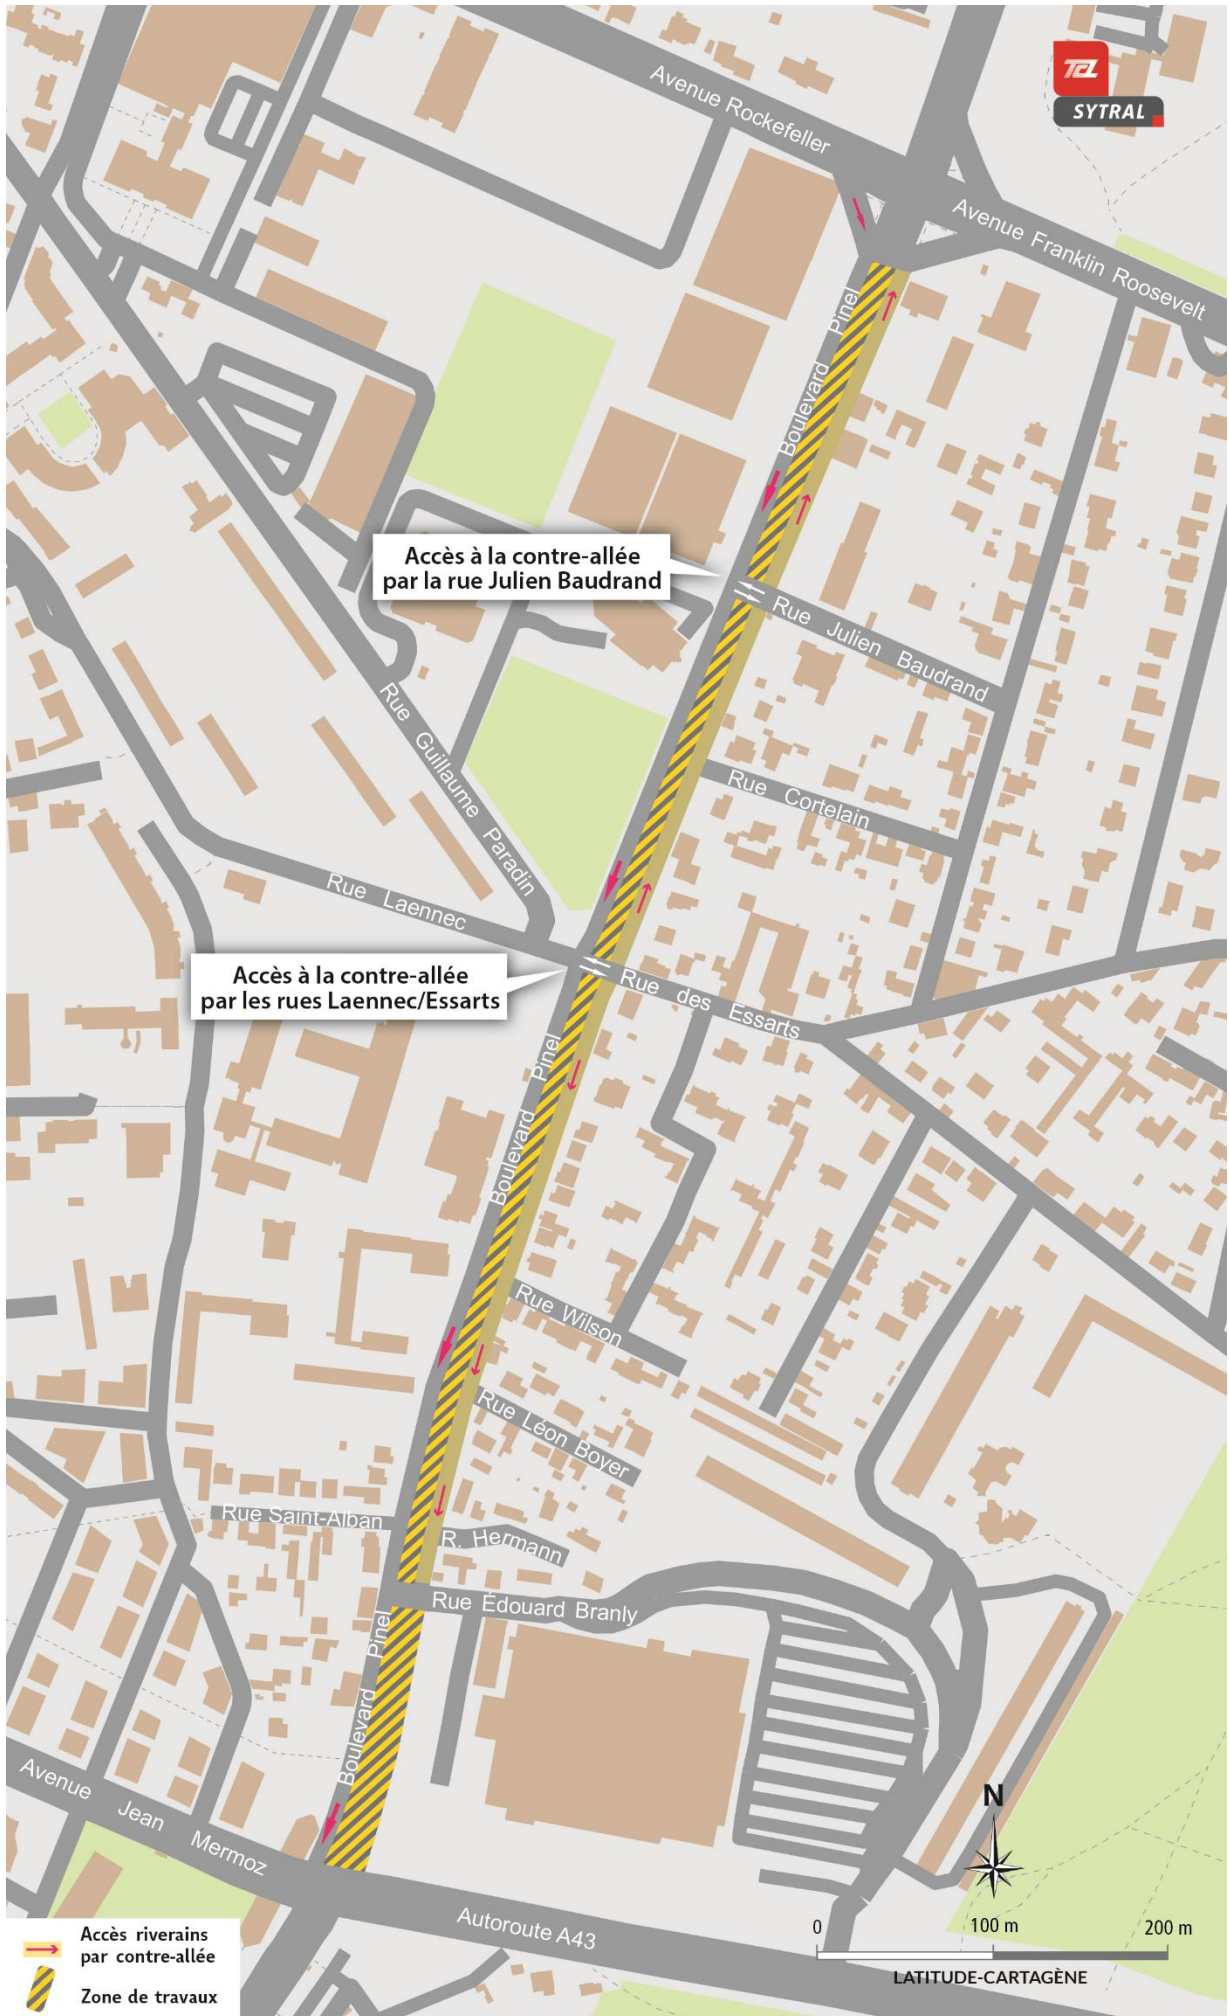 Avenue Rockefeller
TCL
SYTRAL
Avenue Franklin Roosevelt
Boulevard Pinel
Accès à la contre-allée
par la rue Julien Baudrand
Rue Julien Baudrand
Rue Guillaume Paradin
Rue Cortelain
Rue Laennec
Accès à la contre-allée
par les rues Laennec/Essarts
Rue des Essarts
Boulevard Pinel
Rue Wilson
Rue Léon Boyer
Rue Saint-Alban
R. Hermann
Rue Édouard Branly
Boulevard Pinel
Avenue Jean Mermoz
N
Autoroute A43
0 100 m 200 m
LATITUDE-CARTAGÈNE
Accès riverains
par contre-allée
Zone de travaux